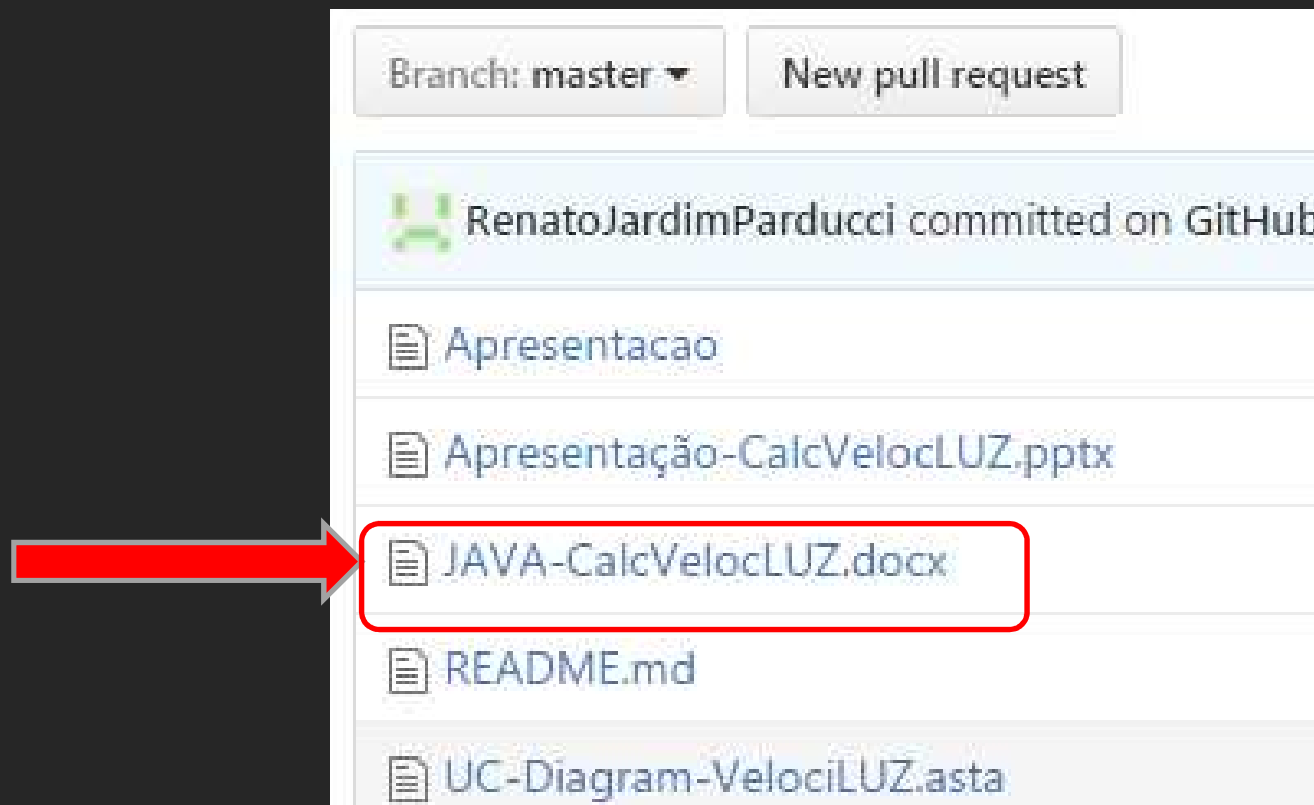 Branch: master New pull request
RenatoJardimParducci committed on GitHub
Apresentacao
Apresentação-CalcVelocLUZ.pptx
JAVA-CalcVelocLUZ.docx
README.md
UC-Diagram-VelociLUZ.asta